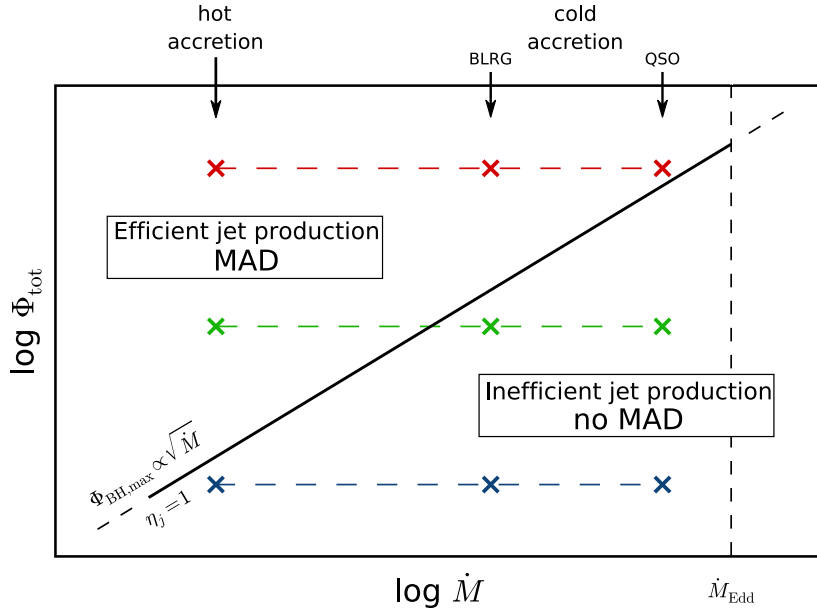 hot
accretion
cold
accretion
BLRG
QSO
Efficient jet production
MAD
log Φ_tot
Inefficient jet production
no MAD
Φ_BH,max ∝ √Ṁ
η_j = 1
log Ṁ
Ṁ_Edd